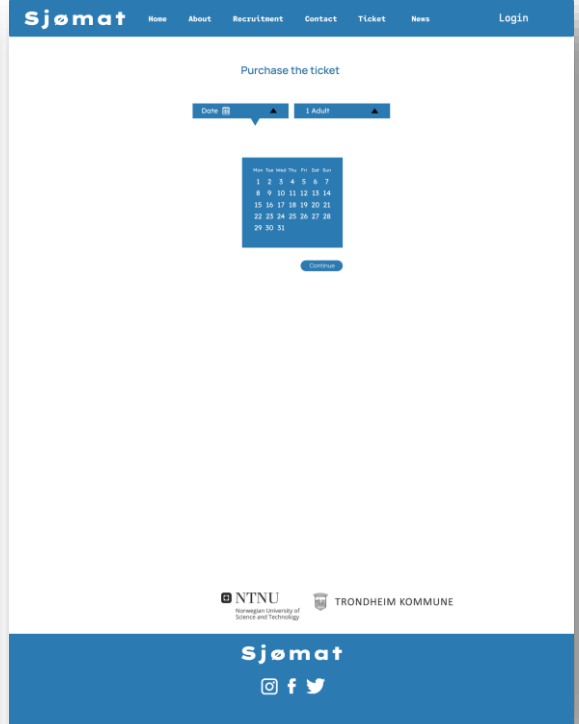 Sjømat Home About Recruitment Contact Ticket News Login
Purchase the ticket
Date 1 Adult
Mon Tue Wed Thu Fri Sat Sun
1 2 3 4 5 6 7
8 9 10 11 12 13 14
15 16 17 18 19 20 21
22 23 24 25 26 27 28
29 30 31
Continue
NTNU
Norwegian University of
Science and Technology
TRONDHEIM KOMMUNE
Sjømat